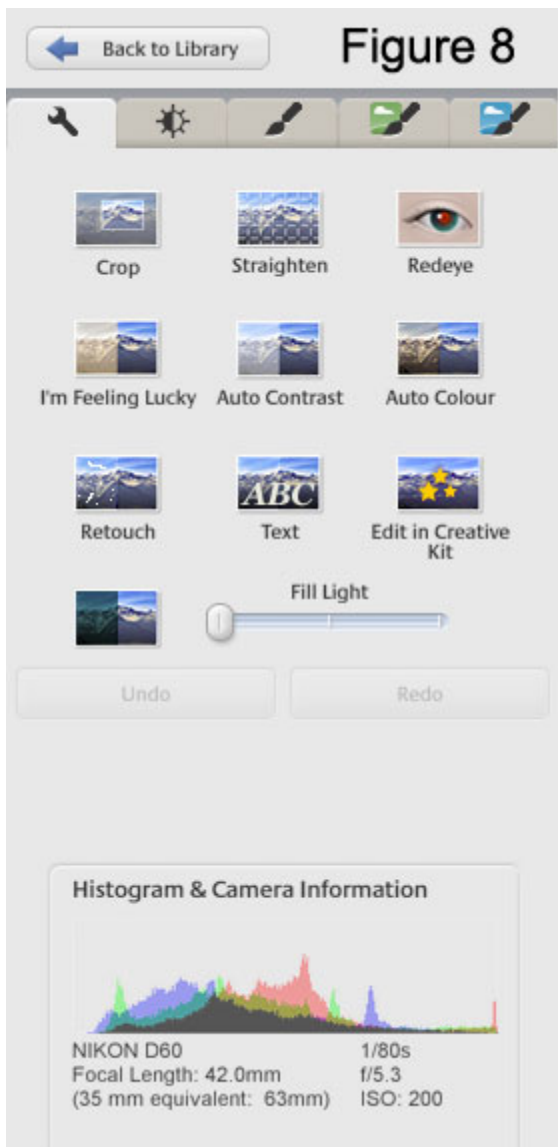 Back to Library
Figure 8
Crop
Straighten
Redeye
I'm Feeling Lucky
Auto Contrast
Auto Colour
Retouch
ABC
Text
Edit in Creative
Kit
Fill Light
Undo
Redo
Histogram & Camera Information
NIKON D60 1/80s
Focal Length: 42.0mm f/5.3
(35 mm equivalent: 63mm) ISO: 200